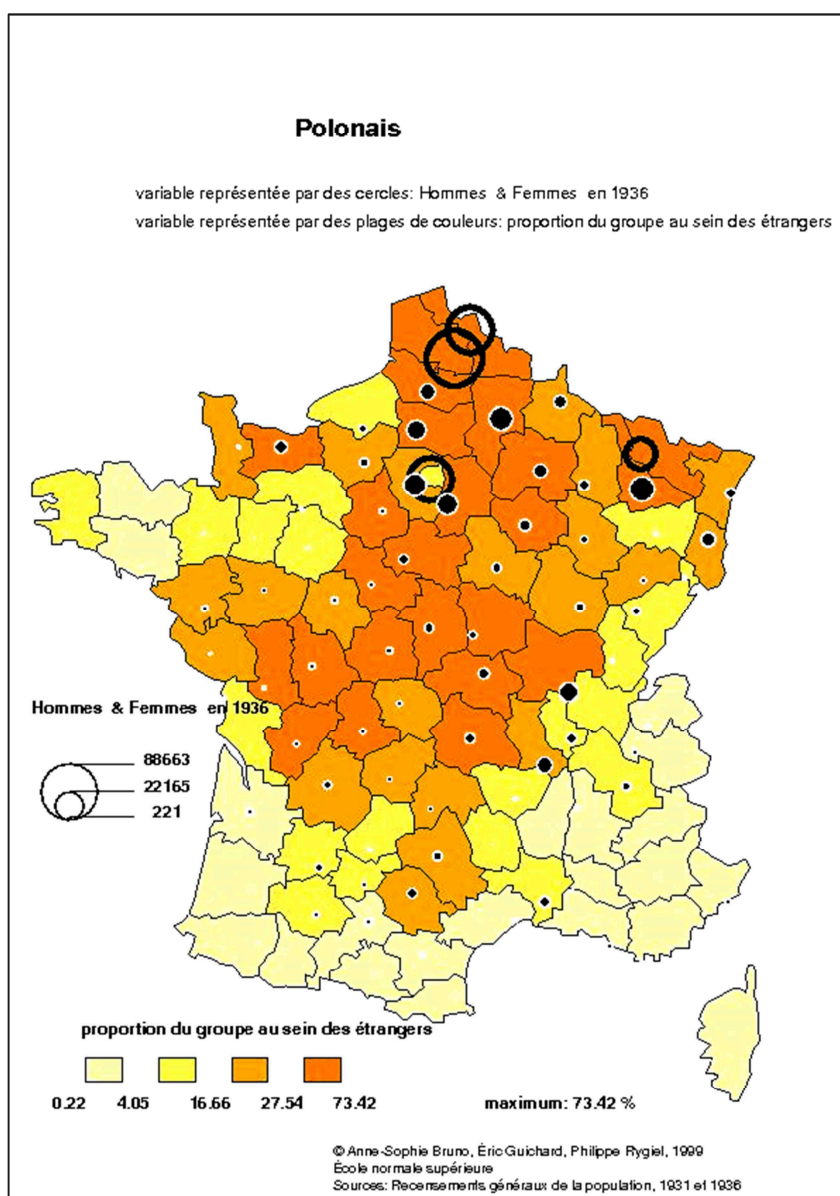 Polonais
variable représentée par des cercles: Hommes & Femmes en 1936
variable représentée par des plages de couleurs: proportion du groupe au sein des étrangers
Hommes & Femmes en 1936
88663
22165
221
proportion du groupe au sein des étrangers
0.22 4.05 16.66 27.54 73.42 maximum: 73.42 %
© Anne-Sophie Bruno, Éric Guichard, Philippe Rygiel, 1999
École normale supérieure
Sources: Recensements généraux de la population, 1931 et 1936